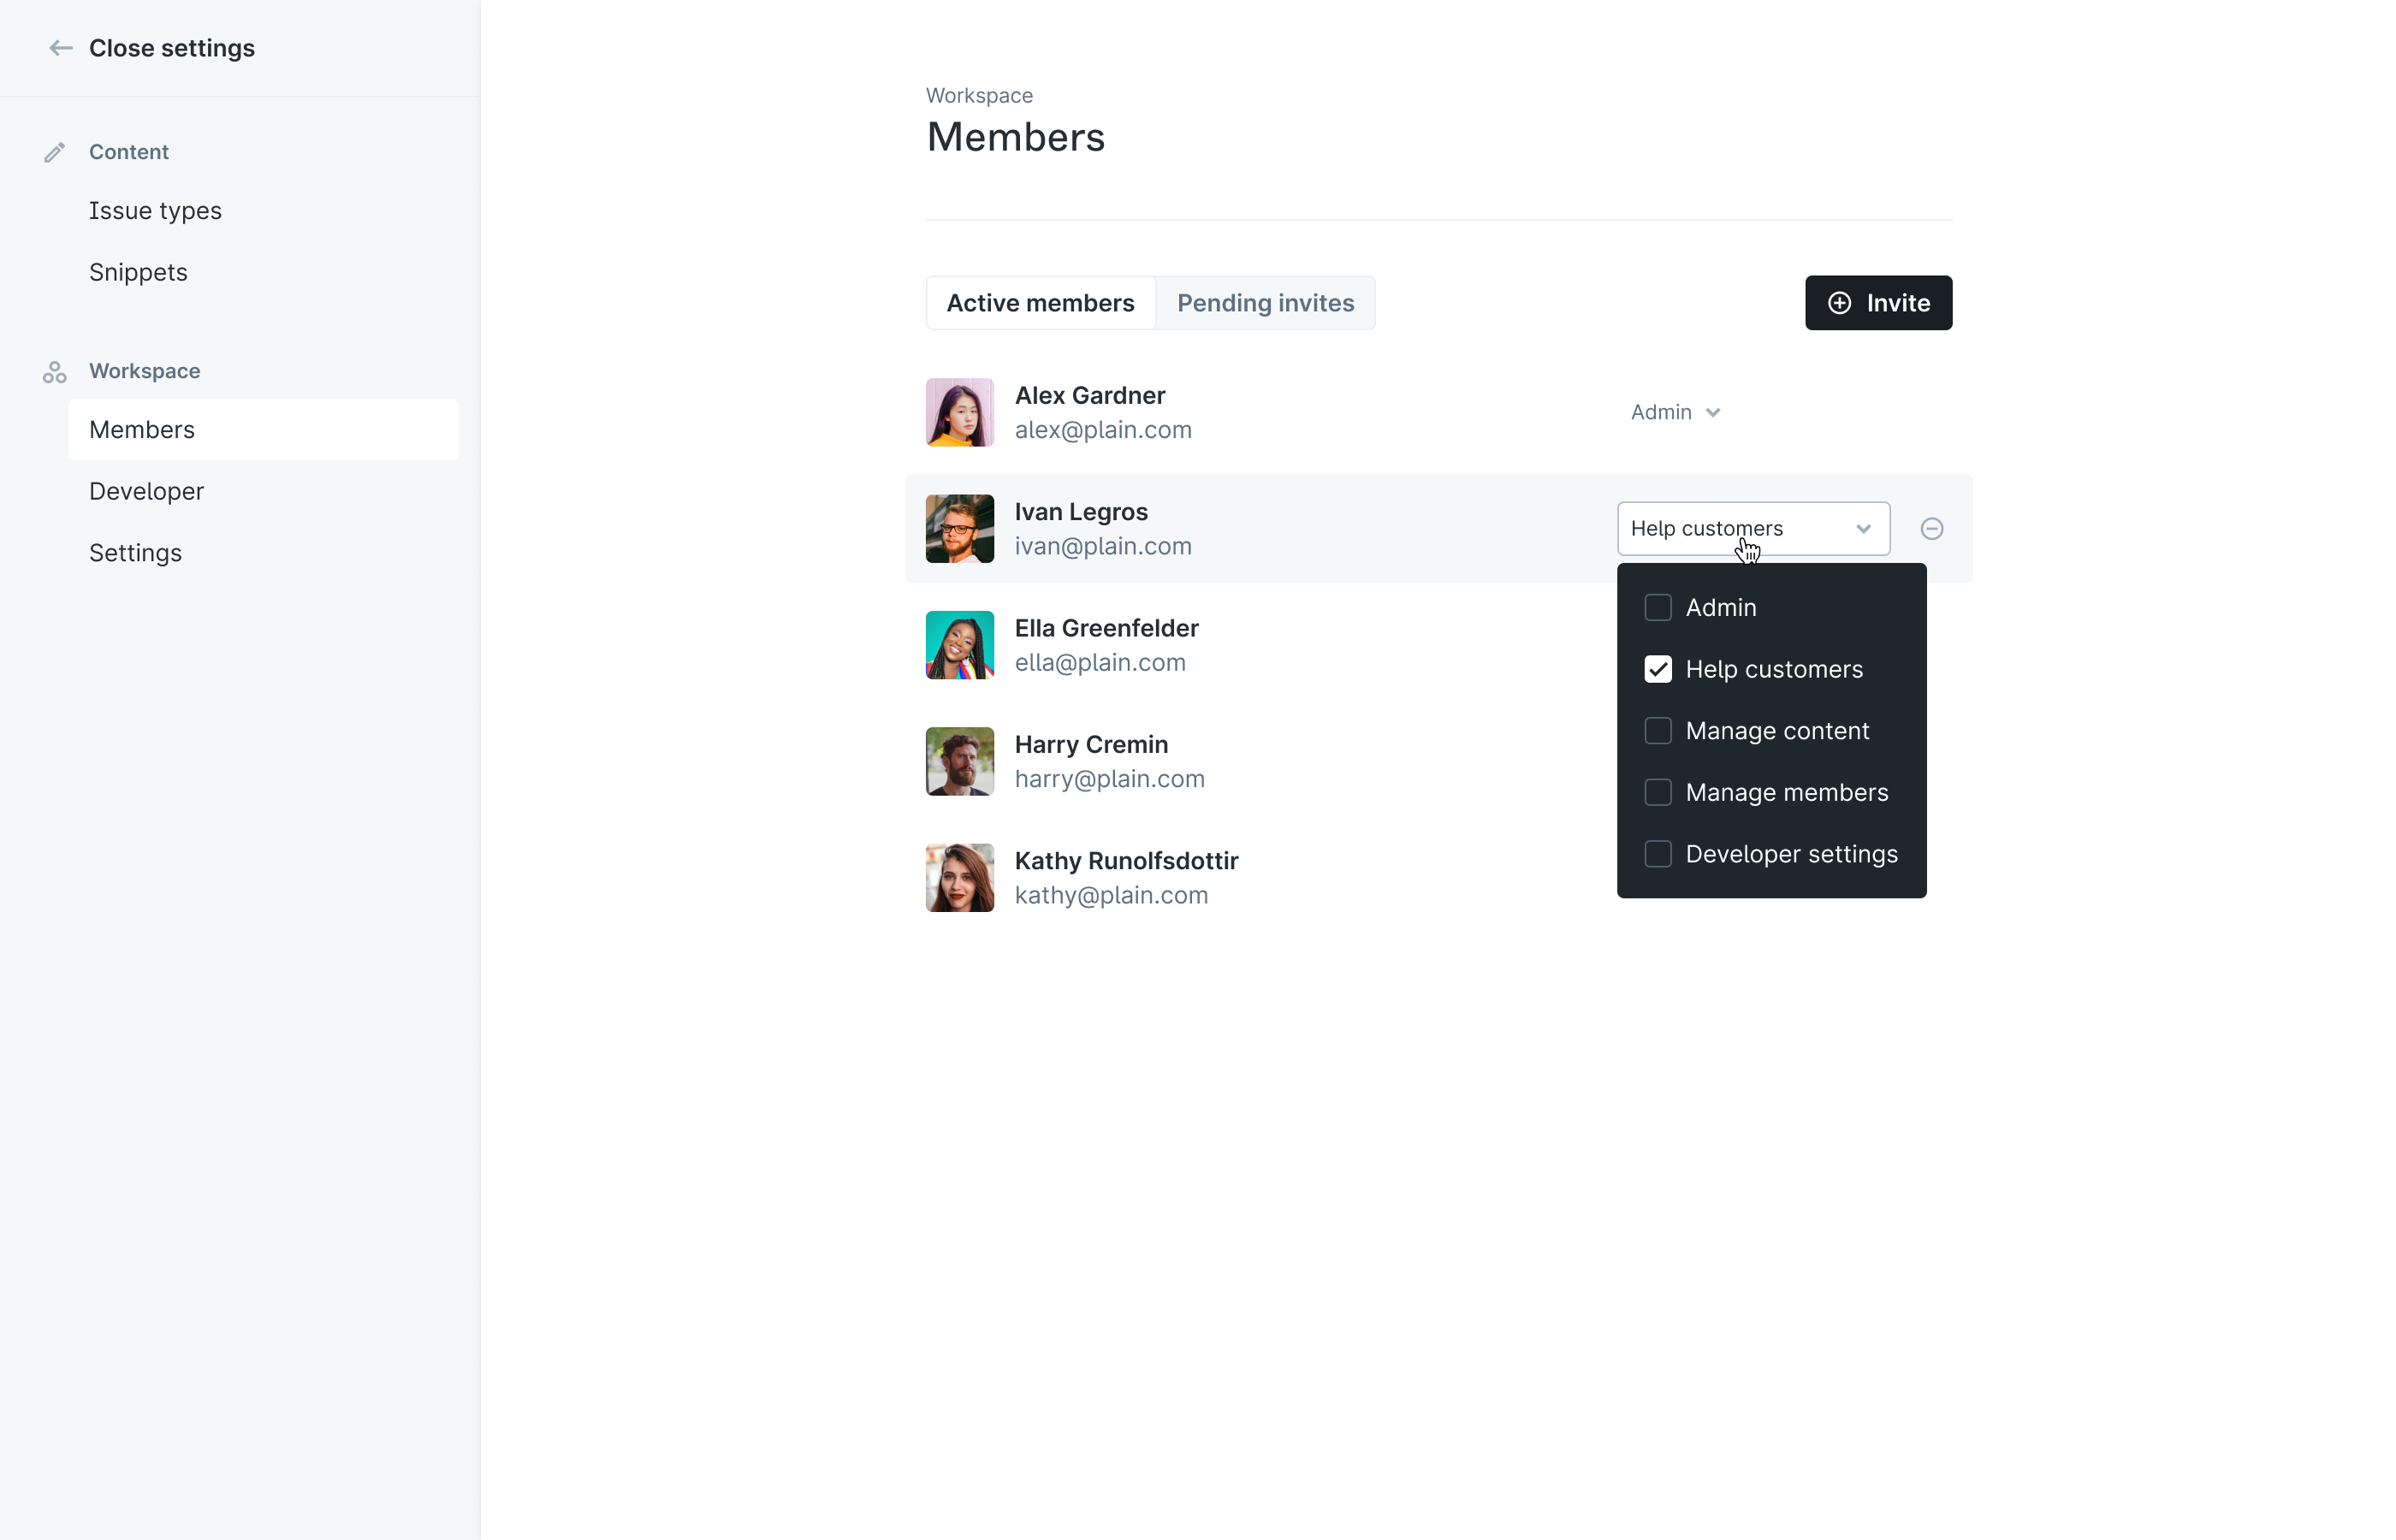 Close settings
Content
Issue types
Snippets
Workspace
Members
Developer
Settings
Workspace
Members
Active members
Pending invites
Invite
Alex Gardner
alex@plain.com
Admin
Ivan Legros
ivan@plain.com
Help customers
Ella Greenfelder
ella@plain.com
Harry Cremin
harry@plain.com
Kathy Runolfsdottir
kathy@plain.com
Admin
Help customers
Manage content
Manage members
Developer settings